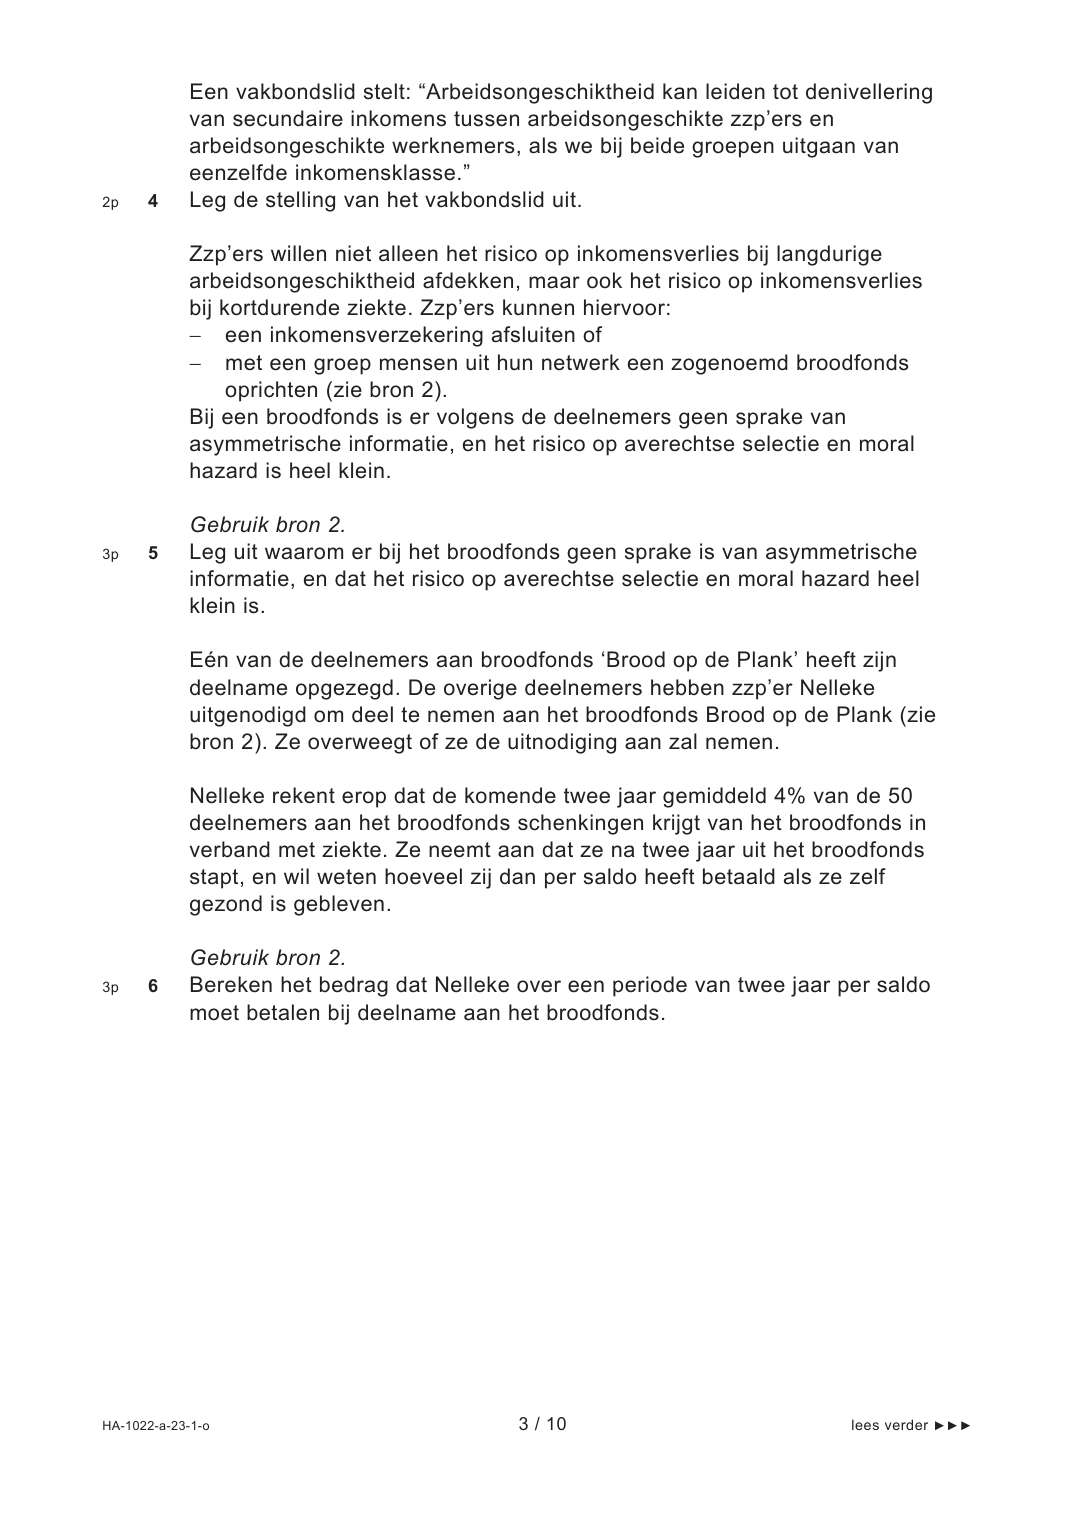 Een vakbondslid stelt: “Arbeidsongeschiktheid kan leiden tot denivellering
van secundaire inkomens tussen arbeidsongeschikte zzp’ers en
arbeidsongeschikte werknemers, als we bij beide groepen uitgaan van
eenzelfde inkomensklasse.”
2p 4 Leg de stelling van het vakbondslid uit.
Zzp’ers willen niet alleen het risico op inkomensverlies bij langdurige
arbeidsongeschiktheid afdekken, maar ook het risico op inkomensverlies
bij kortdurende ziekte. Zzp’ers kunnen hiervoor:
– een inkomensverzekering afsluiten of
– met een groep mensen uit hun netwerk een zogenoemd broodfonds
oprichten (zie bron 2).
Bij een broodfonds is er volgens de deelnemers geen sprake van
asymmetrische informatie, en het risico op averechtse selectie en moral
hazard is heel klein.
Gebruik bron 2.
3p 5 Leg uit waarom er bij het broodfonds geen sprake is van asymmetrische
informatie, en dat het risico op averechtse selectie en moral hazard heel
klein is.
Eén van de deelnemers aan broodfonds ‘Brood op de Plank’ heeft zijn
deelname opgezegd. De overige deelnemers hebben zzp’er Nelleke
uitgenodigd om deel te nemen aan het broodfonds Brood op de Plank (zie
bron 2). Ze overweegt of ze de uitnodiging aan zal nemen.
Nelleke rekent erop dat de komende twee jaar gemiddeld 4% van de 50
deelnemers aan het broodfonds schenkingen krijgt van het broodfonds in
verband met ziekte. Ze neemt aan dat ze na twee jaar uit het broodfonds
stapt, en wil weten hoeveel zij dan per saldo heeft betaald als ze zelf
gezond is gebleven.
Gebruik bron 2.
3p 6 Bereken het bedrag dat Nelleke over een periode van twee jaar per saldo
moet betalen bij deelname aan het broodfonds.
HA-1022-a-23-1-o 3 / 10 lees verder ►►►